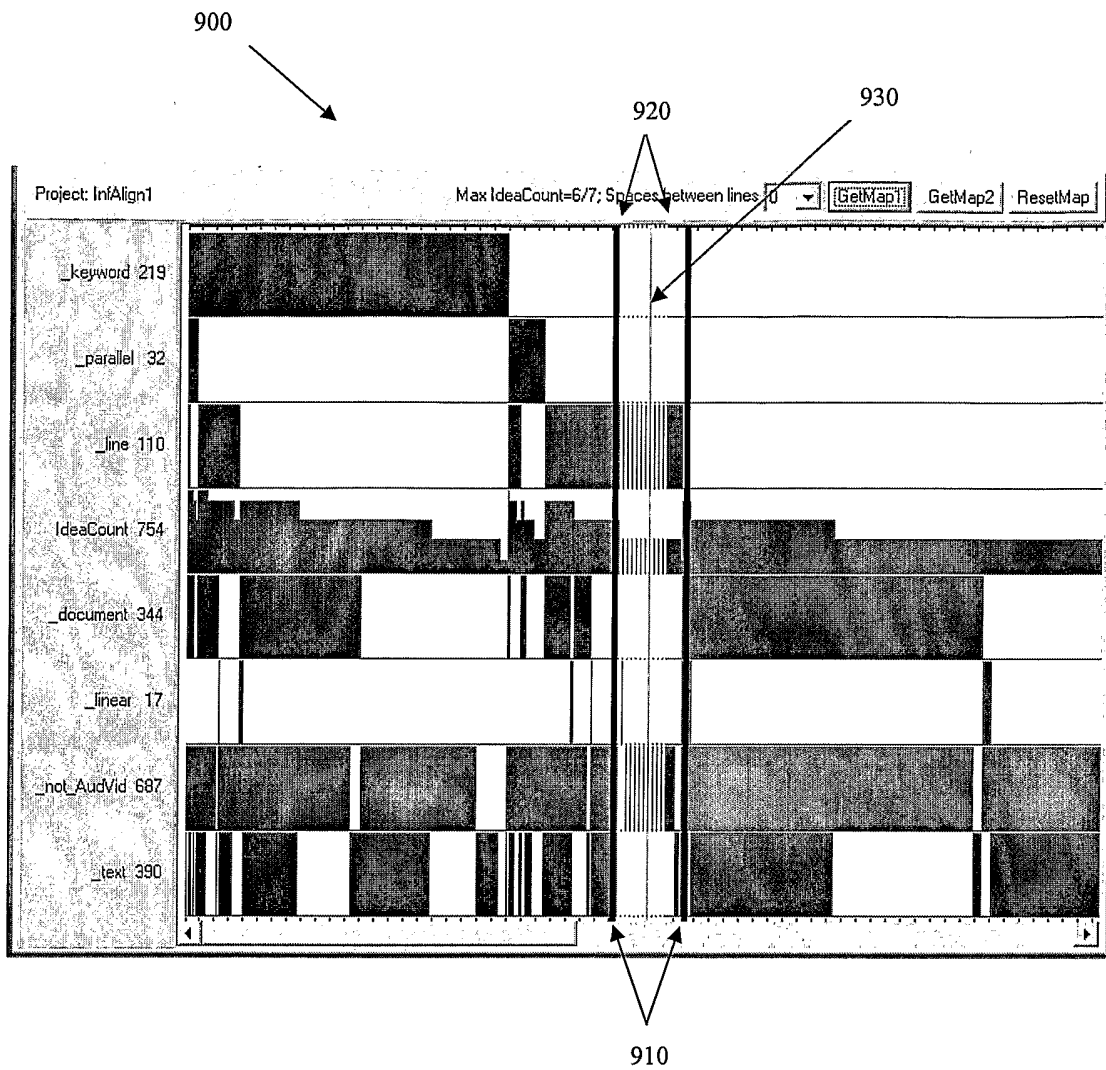 900
920
930
Project: InfAlign1 Max IdeaCount=6/7; Spaces between lines 0 GetMap1 GetMap2 ResetMap
_keyword 219
_parallel 32
_line 110
IdeaCount 754
_document 344
_linear 17
_not_AudVid 687
_text 390
910